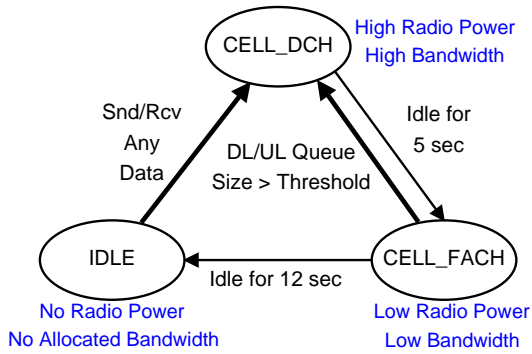 CELL_DCH
High Radio Power
High Bandwidth
Snd/Rcv
Any
Data
DL/UL Queue
Size > Threshold
Idle for
5 sec
IDLE
Idle for 12 sec
CELL_FACH
No Radio Power
No Allocated Bandwidth
Low Radio Power
Low Bandwidth